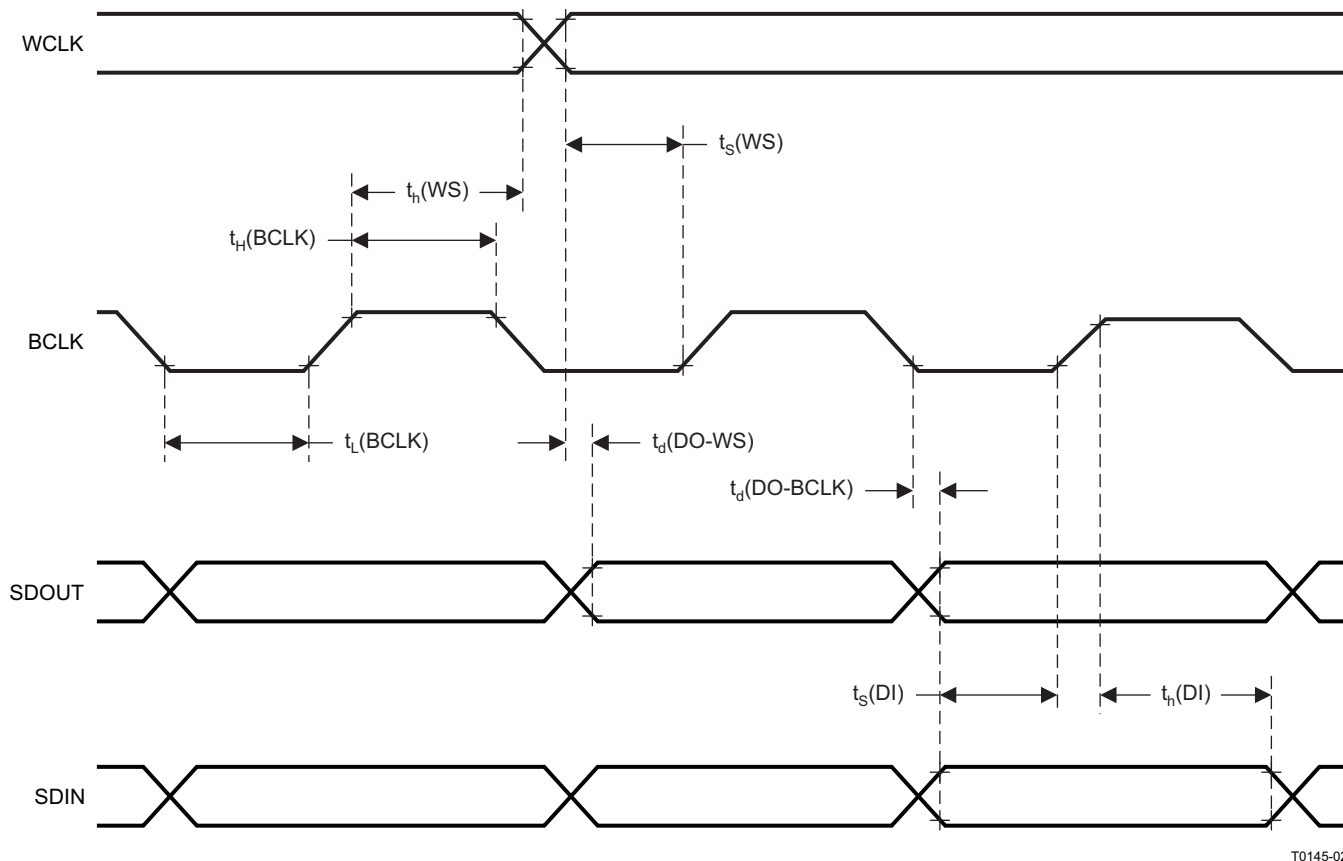 WCLK
tS(WS)
th(WS)
tH(BCLK)
BCLK
tL(BCLK)
td(DO-WS)
td(DO-BCLK)
SDOUT
tS(DI)
th(DI)
SDIN
T0145-02